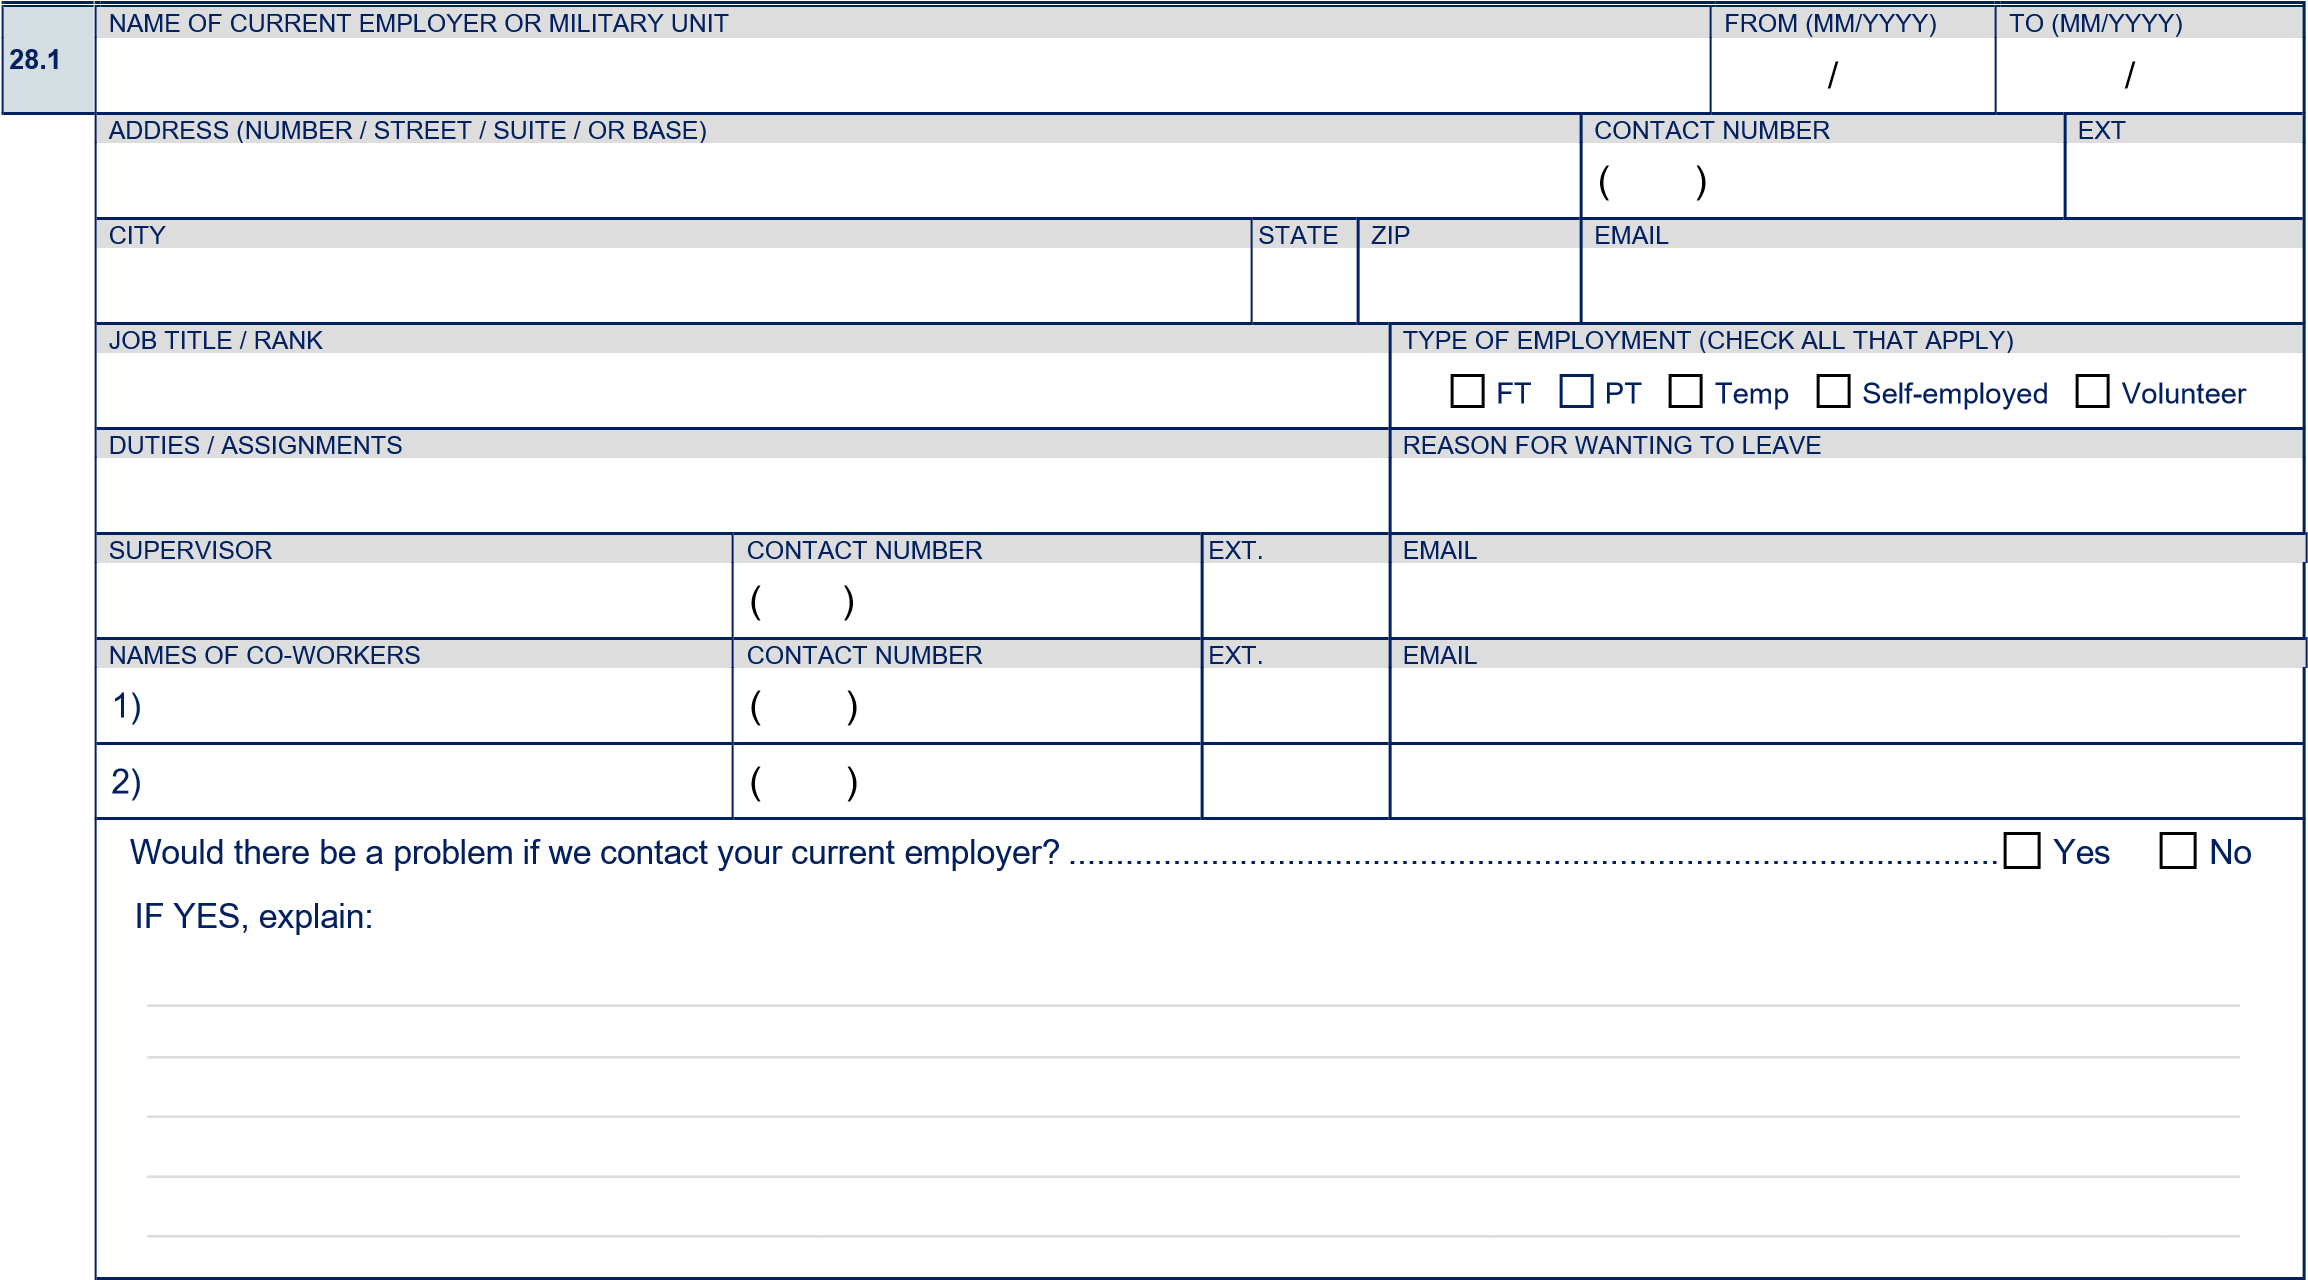 28.1
NAME OF CURRENT EMPLOYER OR MILITARY UNIT FROM (MM/YYYY) TO (MM/YYYY)
/ /
ADDRESS (NUMBER / STREET / SUITE / OR BASE) CONTACT NUMBER EXT
( )
CITY STATE ZIP EMAIL
JOB TITLE / RANK TYPE OF EMPLOYMENT (CHECK ALL THAT APPLY)
FT PT Temp Self-employed Volunteer
DUTIES / ASSIGNMENTS REASON FOR WANTING TO LEAVE
SUPERVISOR CONTACT NUMBER EXT. EMAIL
( )
NAMES OF CO-WORKERS CONTACT NUMBER EXT. EMAIL
1) ( )
2) ( )
Would there be a problem if we contact your current employer? .................................................................................................. Yes No
IF YES, explain: